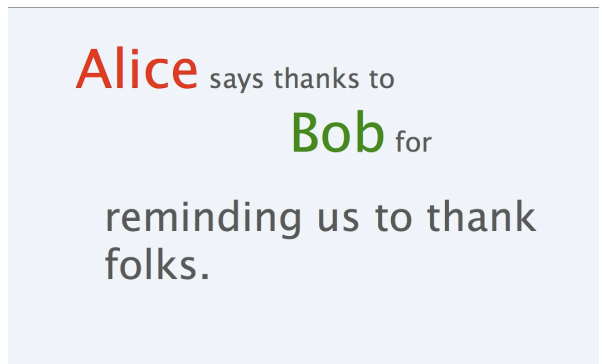 Alice says thanks to
Bob for
reminding us to thank
folks.